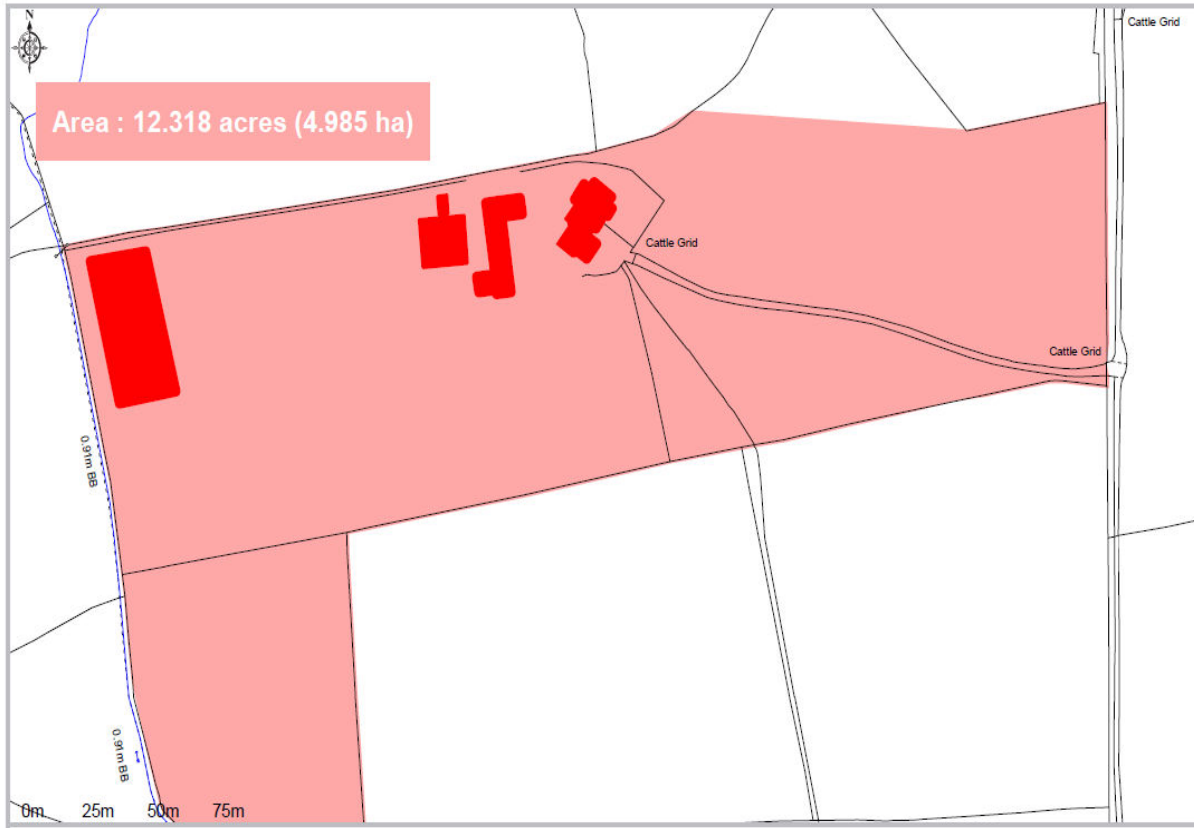 N
Cattle Grid
Area : 12.318 acres (4.985 ha)
Cattle Grid
Cattle Grid
0.91m BB
0.91m BB
0m 25m 50m 75m